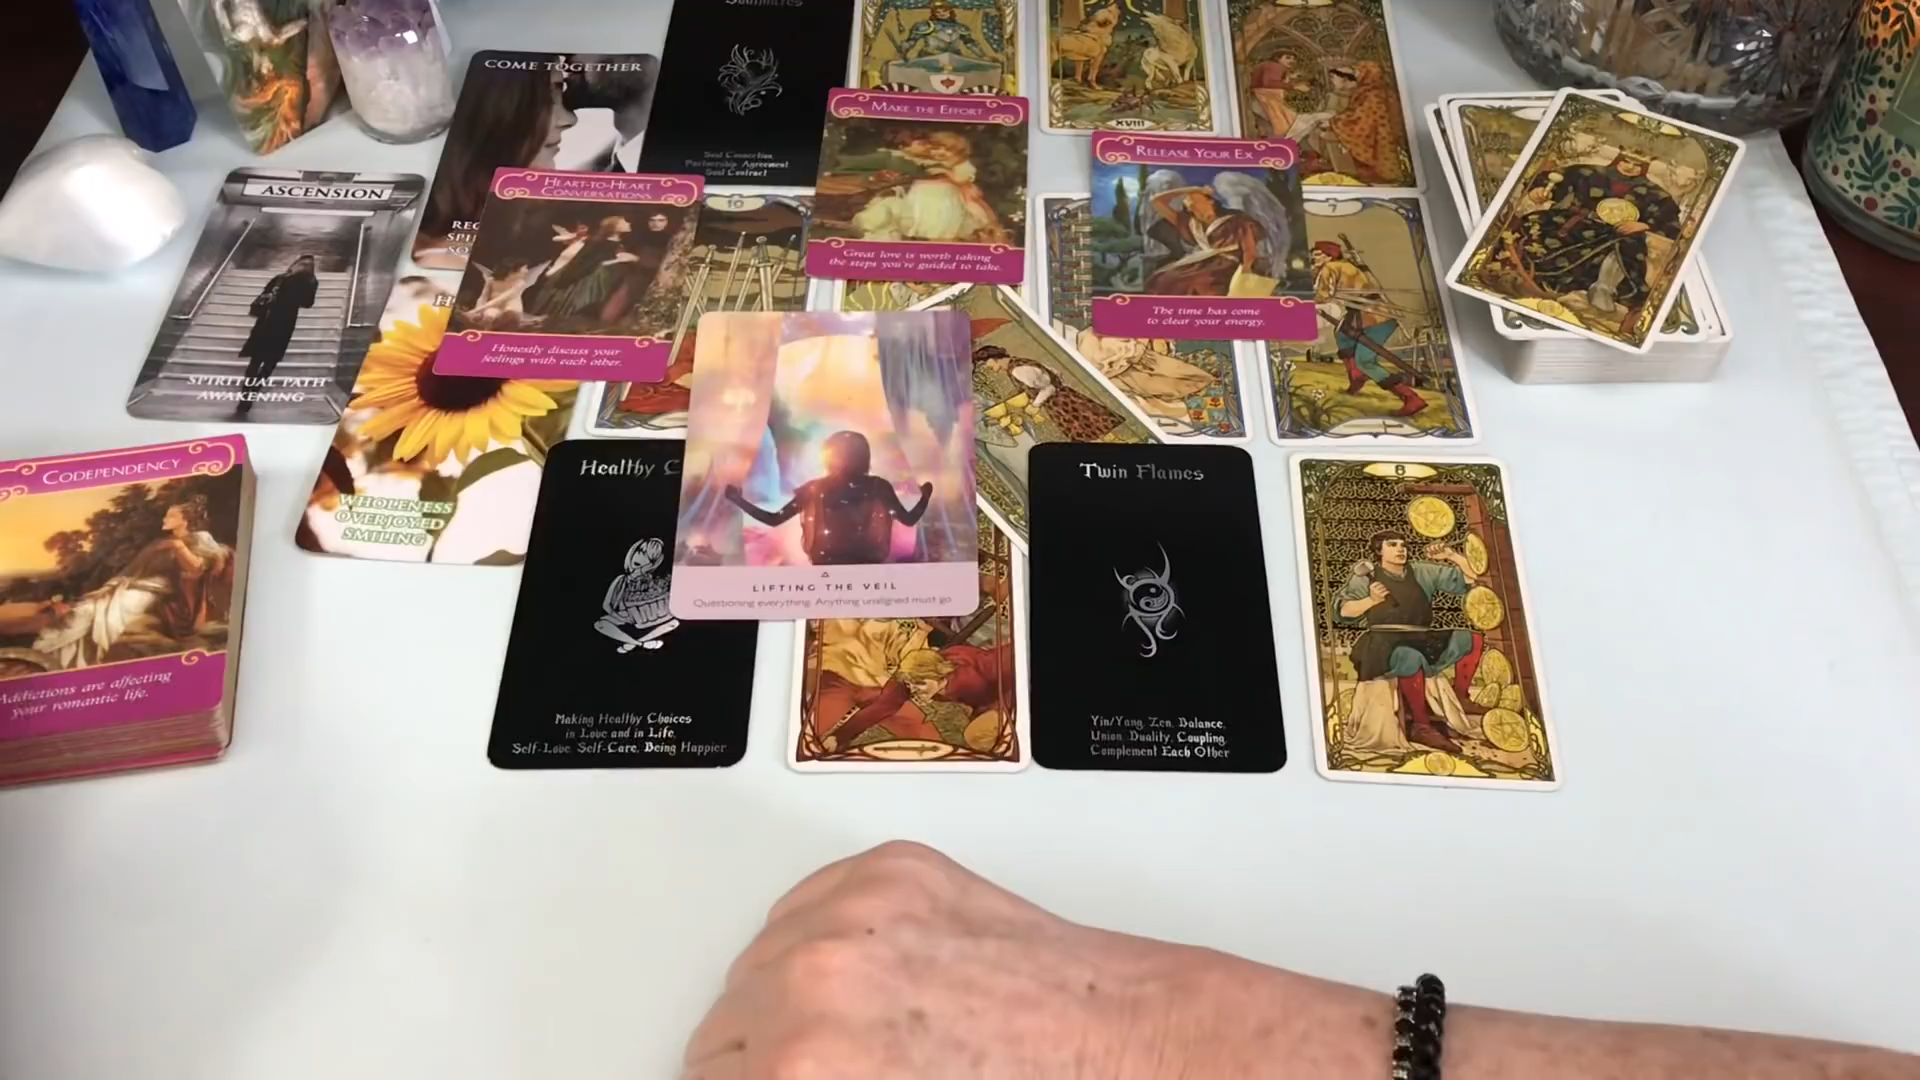 Soulmates
Soul Connection,
Partnership Agreement
Soul Contract
COME TOGETHER
XVIII
MAKE THE EFFORT
Great love is worth taking
the steps you're guided to take.
RELEASE YOUR EX
The time has come
to clear your energy.
ASCENSION
SPIRITUAL PATH
AWAKENING
HEART-TO-HEART
CONVERSATIONS
Honestly discuss your
feelings with each other.
10
7
CODEPENDENCY
Addictions are affecting
your romantic life.
WHOLENESS
OVERJOYED
SMILING
Healthy C
Making Healthy Choices
in Love and in Life,
Self-Love, Self-Care, Being Happier
LIFTING THE VEIL
Questioning everything. Anything unaligned must go
Twin Flames
Yin/Yang, Zen, Balance,
Union Duality, Coupling,
Complement Each Other
8